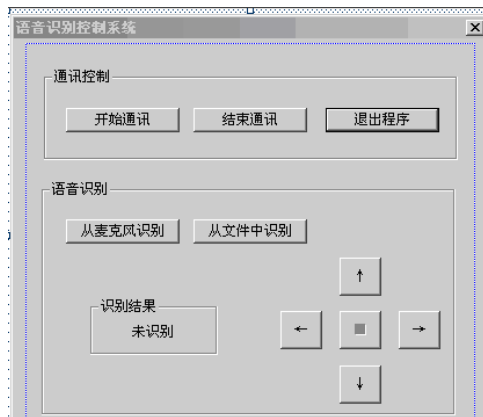 语音识别控制系统
通讯控制
开始通讯 结束通讯 退出程序
语音识别
从麦克风识别 从文件中识别
↑
识别结果
未识别
← →
↓